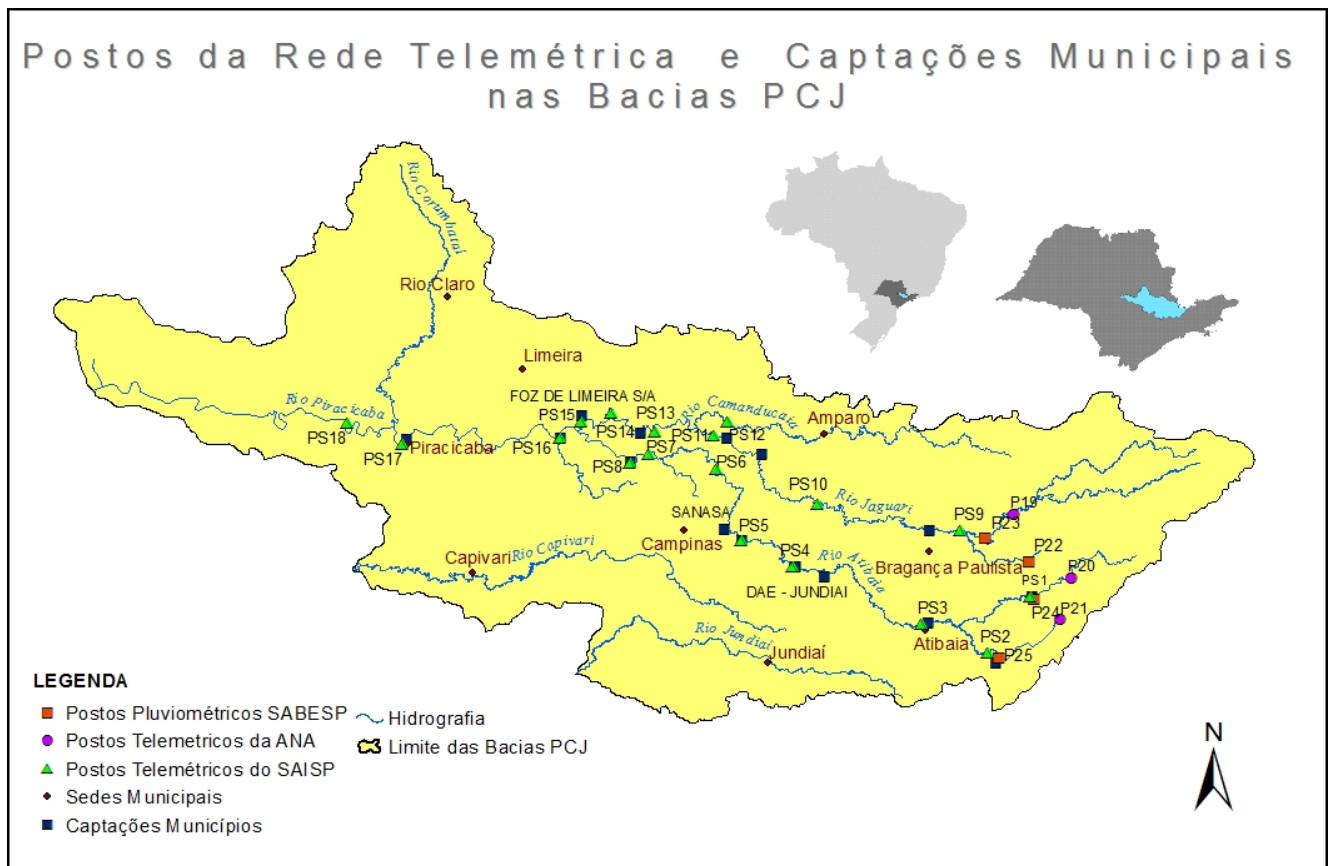 Postos da Rede Telemétrica e Captações Municipais
nas Bacias PCJ
Rio Corumbataí
Rio Claro
Limeira
FOZ DE LIMEIRA S/A
Rio Piracicaba
PS18
PS17
Piracicaba
PS16
PS15
PS14
PS13
Rio Camanducaia
Amparo
PS11
PS12
PS7
PS8
PS6
PS10
Rio Jaguari
PS9
P19
P23
P22
P20
SANASA
Campinas
PS5
PS4
Rio Atibaia
DAE - JUNDIAI
Bragança Paulista
PS1
P24
P21
PS3
Atibaia
PS2
P25
Capivari
Rio Capivari
Rio Jundiaí
Jundiaí
LEGENDA
Postos Pluviométricos SABESP
Postos Telemetricos da ANA
Postos Telemétricos do SAISP
Sedes Municipais
Captações Municípios
Hidrografia
Limite das Bacias PCJ
N